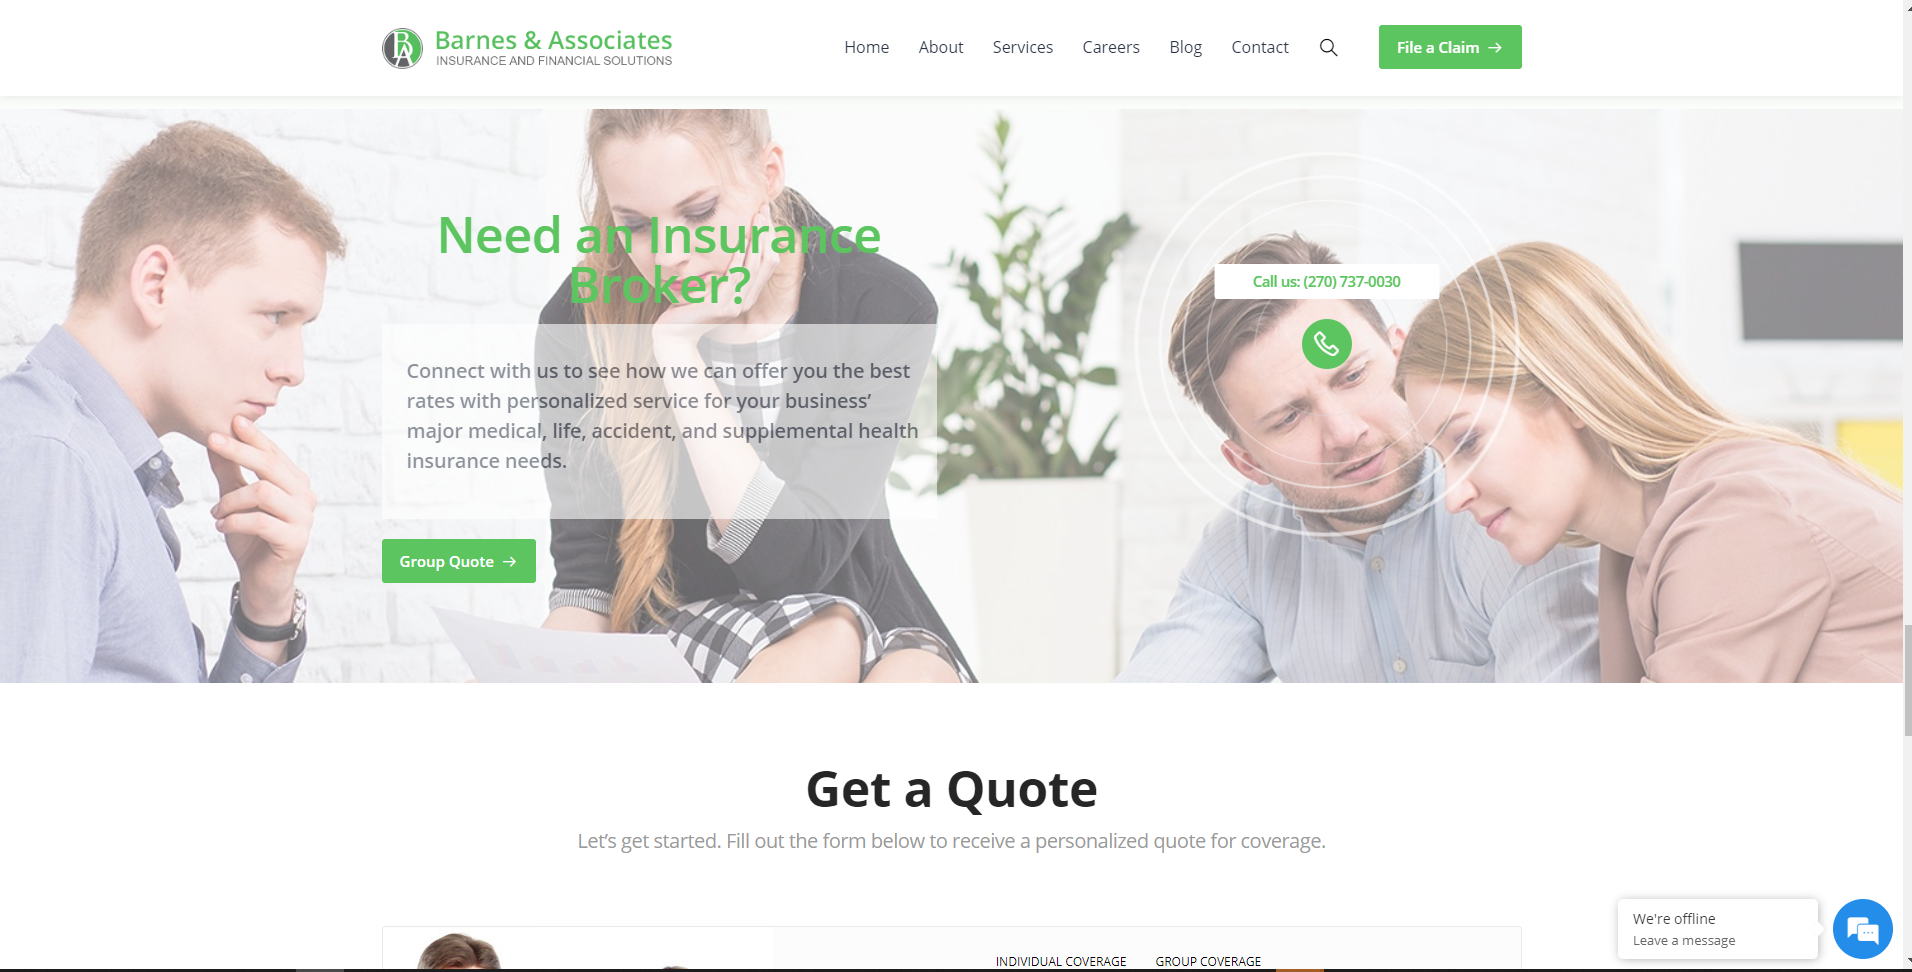 Barnes & Associates
INSURANCE AND FINANCIAL SOLUTIONS
Home About Services Careers Blog Contact
File a Claim →
Need an Insurance
Broker?
Connect with us to see how we can offer you the best
rates with personalized service for your business’
major medical, life, accident, and supplemental health
insurance needs.
Group Quote →
Call us: (270) 737-0030
Get a Quote
Let’s get started. Fill out the form below to receive a personalized quote for coverage.
INDIVIDUAL COVERAGE GROUP COVERAGE
We're offline
Leave a message